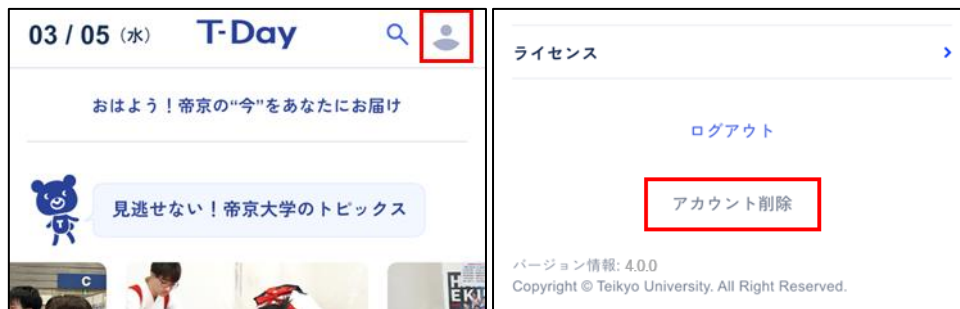 03 / 05 (水) T-Day
おはよう！帝京の“今”をあなたにお届け
見逃せない！帝京大学のトピックス
T
C
ライセンス
ログアウト
アカウント削除
バージョン情報: 4.0.0
Copyright © Teikyo University. All Right Reserved.